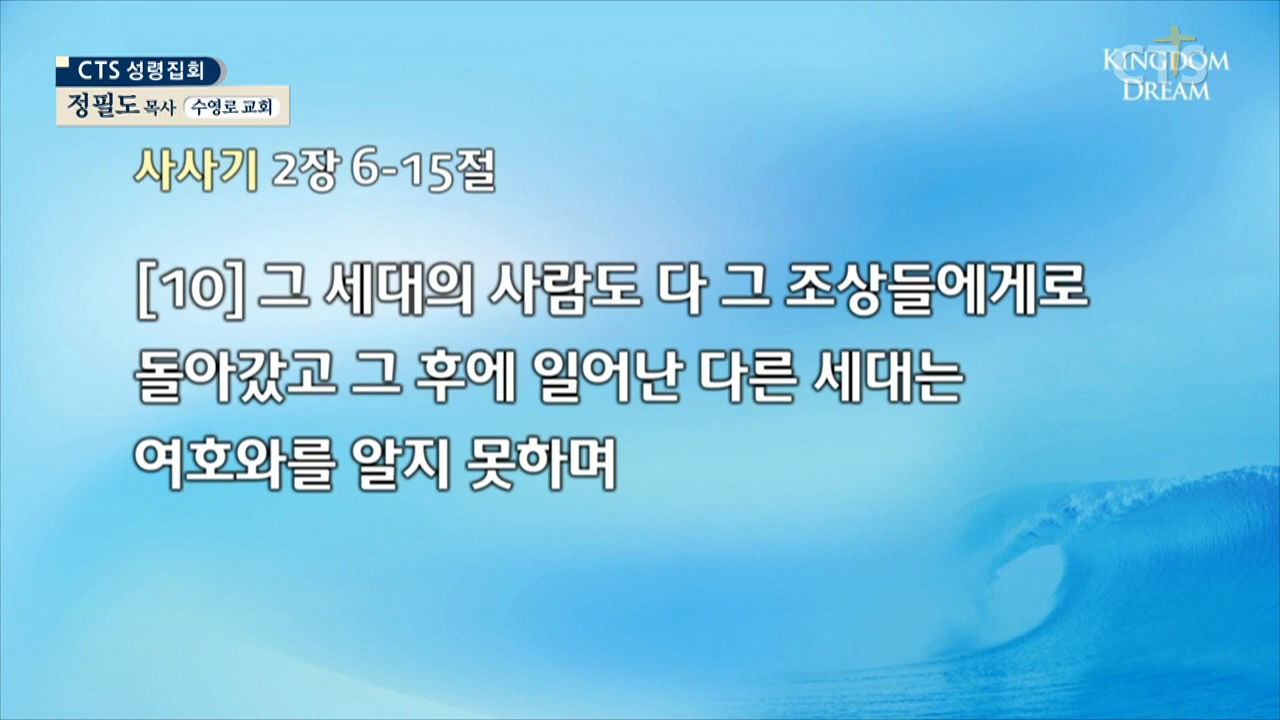 CTS 성령집회
정필도 목사 수영로교회
KINGDOM
CTS
DREAM
사사기 2장 6-15절
[10] 그 세대의 사람도 다 그 조상들에게로
돌아갔고 그 후에 일어난 다른 세대는
여호와를 알지 못하며